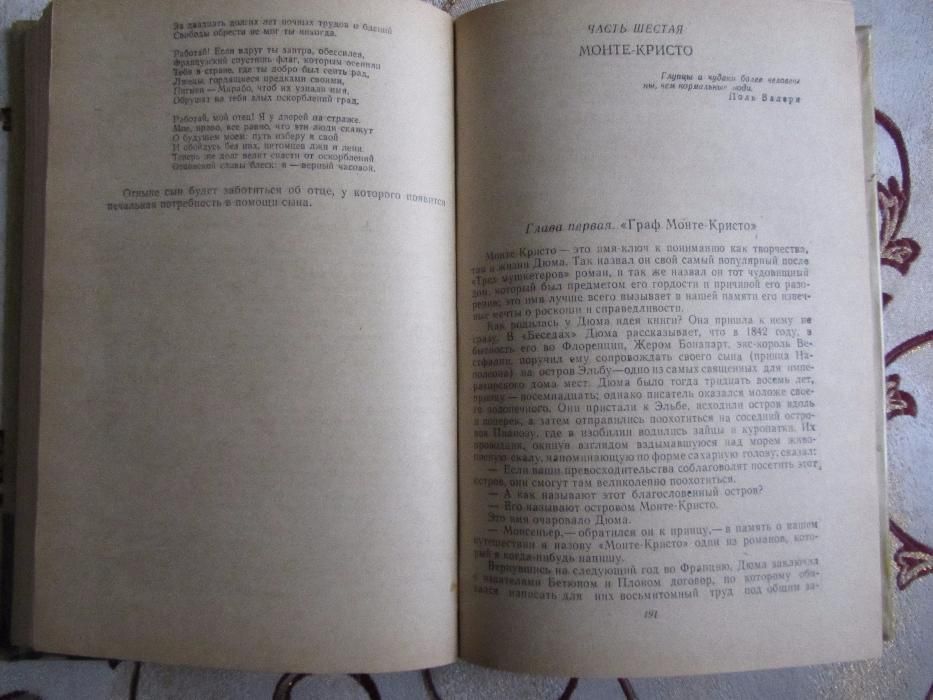 За двадцать долгих лет ночных трудов и бдений
Свободы обрести не мог ты никогда.
Работай! Если вдруг ты завтра, обессилев,
Французский спустишь флаг, которым осенили
Тебя в стране, где ты добро был сеять рад,
Лжецы, гордящиеся предками своими,
Пигмеи — Мирабо, чтоб их узнали имя,
Обрушат на тебя алых оскорблений град.
Работай, мой отец! Я у дверей на страже.
Мне, право, все равно, что эти люди скажут
О будущем моем: путь изберу я свой
И обойдусь без них, питомцев лжи и лени.
Теперь же долг велит спасти от оскорблений
Отцовской славы блеск: я — верный часовой.
Отныне сын будет заботиться об отце, у которого появится
печальная потребность в помощи сына.
ЧАСТЬ ШЕСТАЯ
МОНТЕ-КРИСТО
Глупцы и чудаки более человеч
ны, чем нормальные люди.
Поль Валери
Глава первая. «Граф Монте-Кристо»
Монте-Кристо — это имя-ключ к пониманию как творчества,
так и жизни Дюма. Так назвал он свой самый популярный после
«Трех мушкетеров» роман, и так же назвал он тот чудовищный
дом, который был предметом его гордости и причиной его разо-
рения; это имя лучше всего вызывает в нашей памяти его извеч-
ные мечты о роскоши и справедливости.
Как родилась у Дюма идея книги? Она пришла к нему не
сразу. В «Беседах» Дюма рассказывает, что в 1842 году, в
бытность его во Флоренции, Жером Бонапарт, экс-король Ве-
стфалии, поручил ему сопровождать своего сына (принца На-
полеона) на остров Эльбу—одно из самых священных для импе-
раторского дома мест. Дюма было тогда тридцать восемь лет,
принцу — восемнадцать; однако писатель оказался моложе свое-
го подопечного. Они пристали к Эльбе, исходили остров вдоль
и поперек, а затем отправились поохотиться на соседний остро-
вок Пианозу, где в изобилии водились зайцы и куропатки. Их
проводник, окинув взглядом вздымавшуюся над морем живо-
писную скалу, напоминающую по форме сахарную голову, сказал:
— Если ваши превосходительства соблаговолят посетить этот
остров, они смогут там великолепно поохотиться.
— А как называют этот благословенный остров?
— Его называют островом Монте-Кристо.
Это имя очаровало Дюма.
— Монсеньер,— обратился он к принцу,— в память о нашем
путешествии я назову «Монте-Кристо» один из романов, кото-
рый я когда-нибудь напишу.
Вернувшись на следующий год во Францию, Дюма заключил
с издателями Бетюном и Плоном договор, по которому обя-
зался написать для них восьмитомный труд под общим за-
191